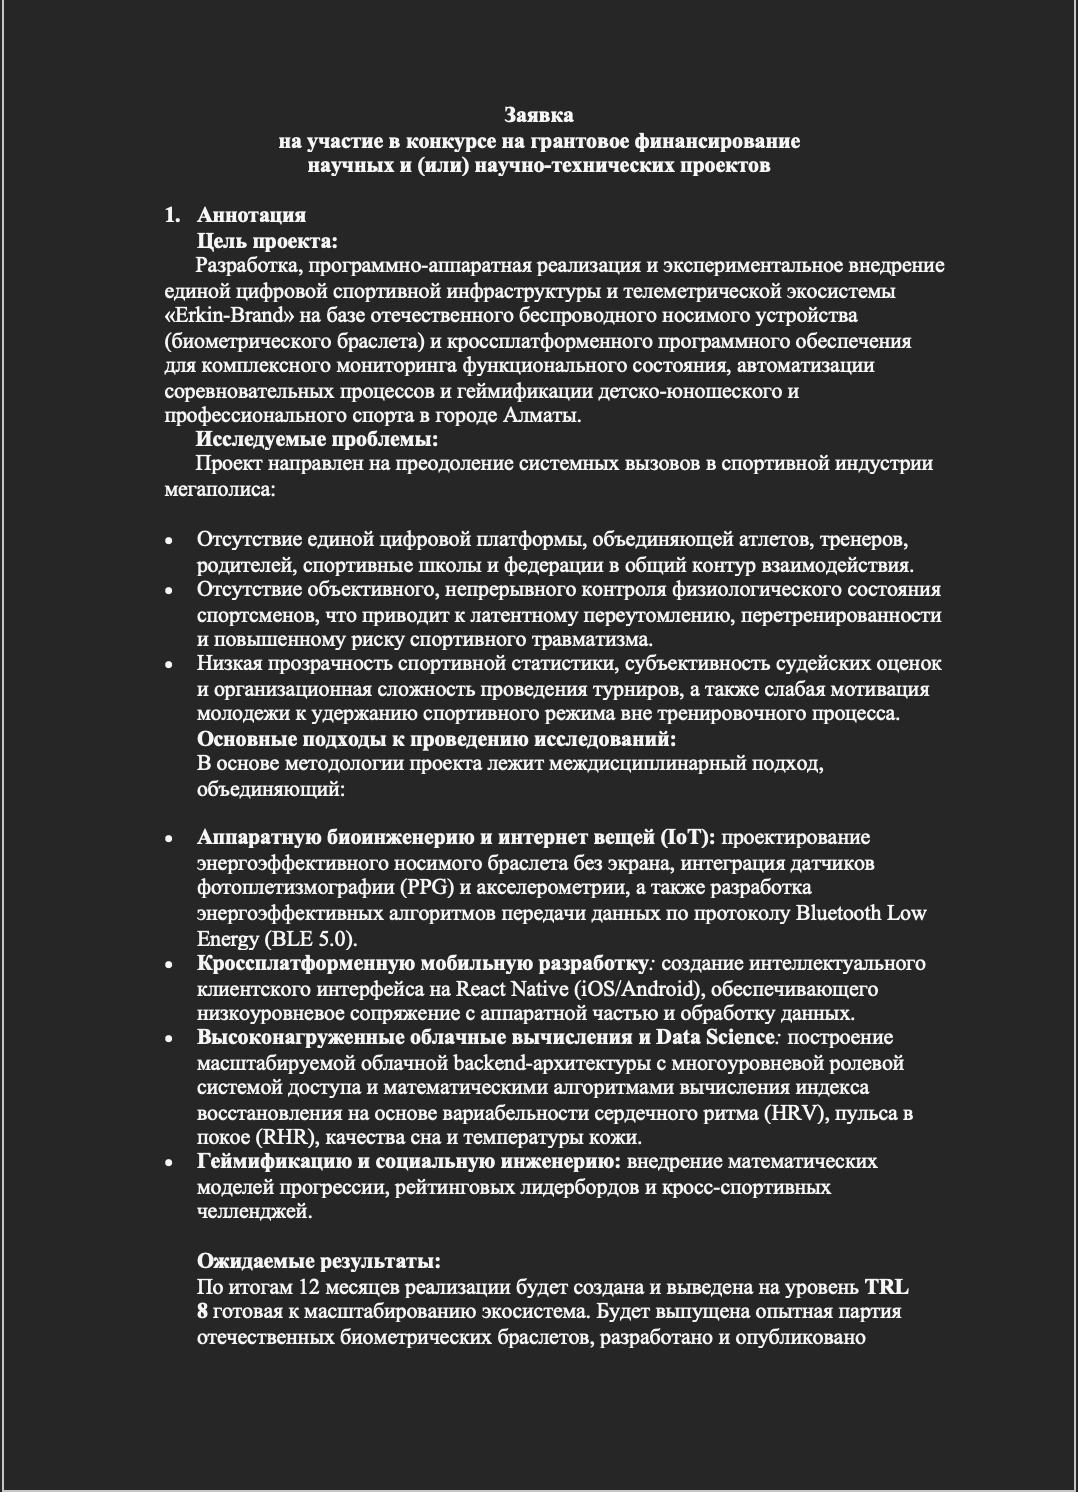 Заявка
на участие в конкурсе на грантовое финансирование
научных и (или) научно-технических проектов
1. Аннотация
Цель проекта:
Разработка, программно-аппаратная реализация и экспериментальное внедрение
единой цифровой спортивной инфраструктуры и телеметрической экосистемы
«Erkin-Brand» на базе отечественного беспроводного носимого устройства
(биометрического браслета) и кроссплатформенного программного обеспечения
для комплексного мониторинга функционального состояния, автоматизации
соревновательных процессов и геймификации детско-юношеского и
профессионального спорта в городе Алматы.
Исследуемые проблемы:
Проект направлен на преодоление системных вызовов в спортивной индустрии
мегаполиса:
• Отсутствие единой цифровой платформы, объединяющей атлетов, тренеров,
родителей, спортивные школы и федерации в общий контур взаимодействия.
• Отсутствие объективного, непрерывного контроля физиологического состояния
спортсменов, что приводит к латентному переутомлению, перетренированности
и повышенному риску спортивного травматизма.
• Низкая прозрачность спортивной статистики, субъективность судейских оценок
и организационная сложность проведения турниров, а также слабая мотивация
молодежи к удержанию спортивного режима вне тренировочного процесса.
Основные подходы к проведению исследований:
В основе методологии проекта лежит междисциплинарный подход,
объединяющий:
• Аппаратную биоинженерию и интернет вещей (IoT): проектирование
энергоэффективного носимого браслета без экрана, интеграция датчиков
фотоплетизмографии (PPG) и акселерометрии, а также разработка
энергоэффективных алгоритмов передачи данных по протоколу Bluetooth Low
Energy (BLE 5.0).
• Кроссплатформенную мобильную разработку: создание интеллектуального
клиентского интерфейса на React Native (iOS/Android), обеспечивающего
низкоуровневое сопряжение с аппаратной частью и обработку данных.
• Высоконагруженные облачные вычисления и Data Science: построение
масштабируемой облачной backend-архитектуры с многоуровневой ролевой
системой доступа и математическими алгоритмами вычисления индекса
восстановления на основе вариабельности сердечного ритма (HRV), пульса в
покое (RHR), качества сна и температуры кожи.
• Геймификацию и социальную инженерию: внедрение математических
моделей прогрессии, рейтинговых лидербордов и кросс-спортивных
челленджей.
Ожидаемые результаты:
По итогам 12 месяцев реализации будет создана и выведена на уровень TRL
8 готовая к масштабированию экосистема. Будет выпущена опытная партия
отечественных биометрических браслетов, разработано и опубликовано